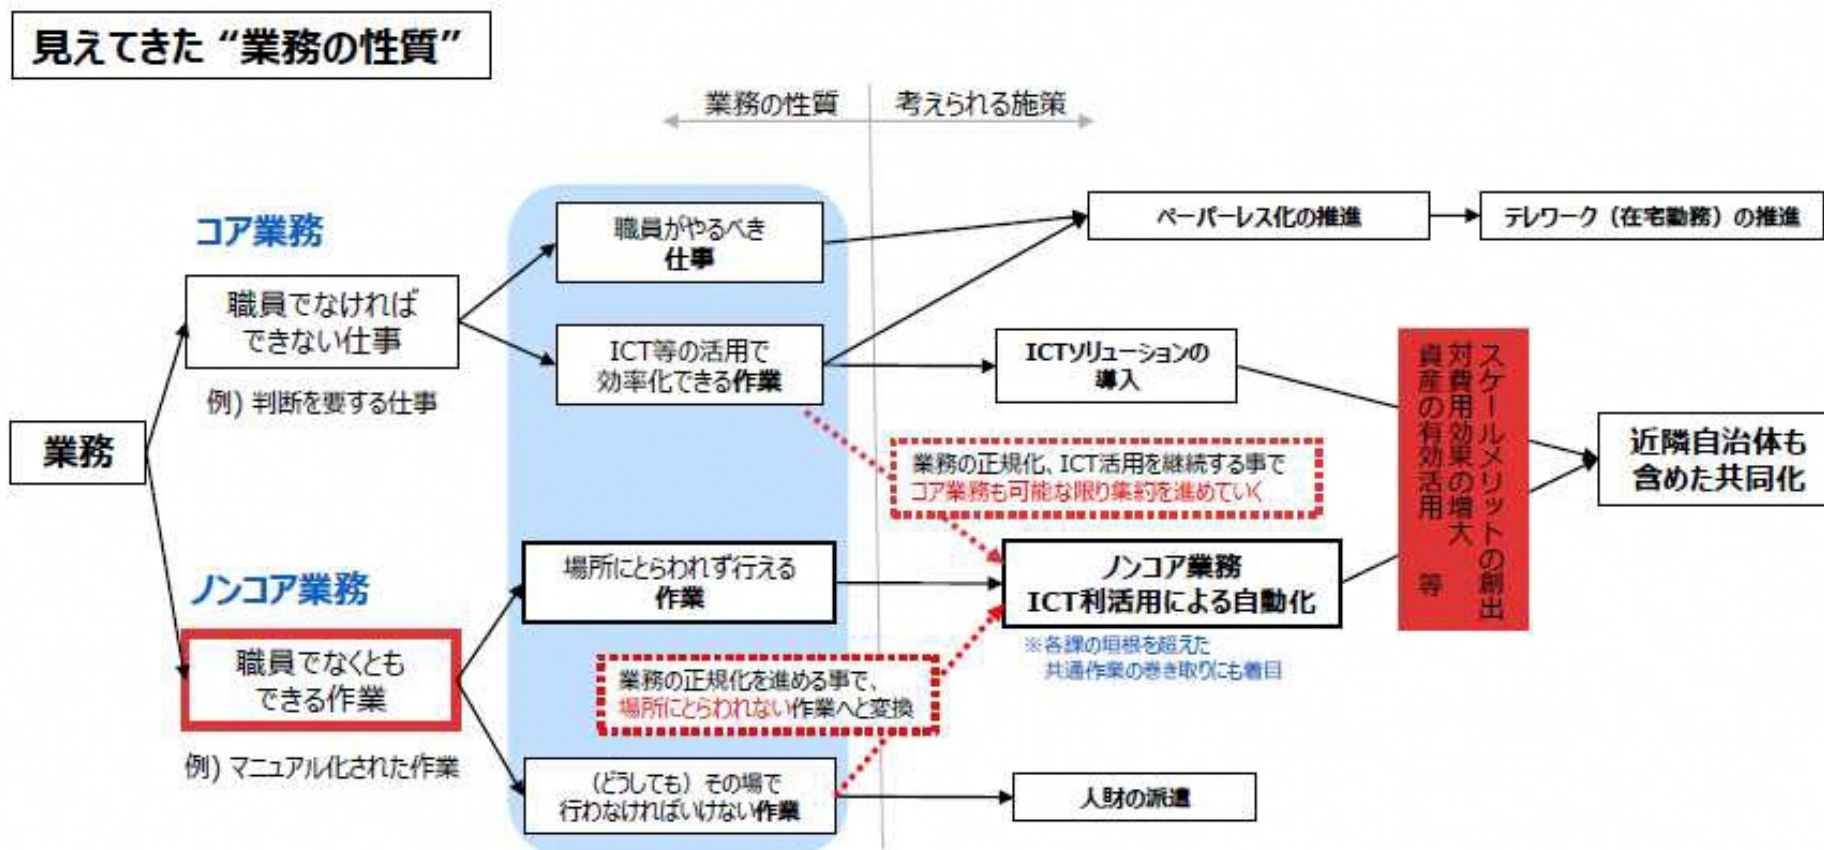 見えてきた “業務の性質”
業務の性質
考えられる施策
業務
コア業務
職員でなければ
できない仕事
例) 判断を要する仕事
ノンコア業務
職員でなくとも
できる作業
例) マニュアル化された作業
職員がやるべき
仕事
ICT等の活用で
効率化できる作業
場所にとらわれず行える
作業
業務の正規化を進める事で、
場所にとらわれない作業へと変換
(どうしても) その場で
行わなければいけない作業
ペーパーレス化の推進
テレワーク (在宅勤務) の推進
ICTソリューションの
導入
業務の正規化、ICT活用を継続する事で
コア業務も可能な限り集約を進めていく
ノンコア業務
ICT利活用による自動化
※各課の垣根を超えた
共通作業の巻き取りにも着目
人財の派遣
スケールメリットの創出
対費用効果の増大
資産の有効活用 等
近隣自治体も
含めた共同化